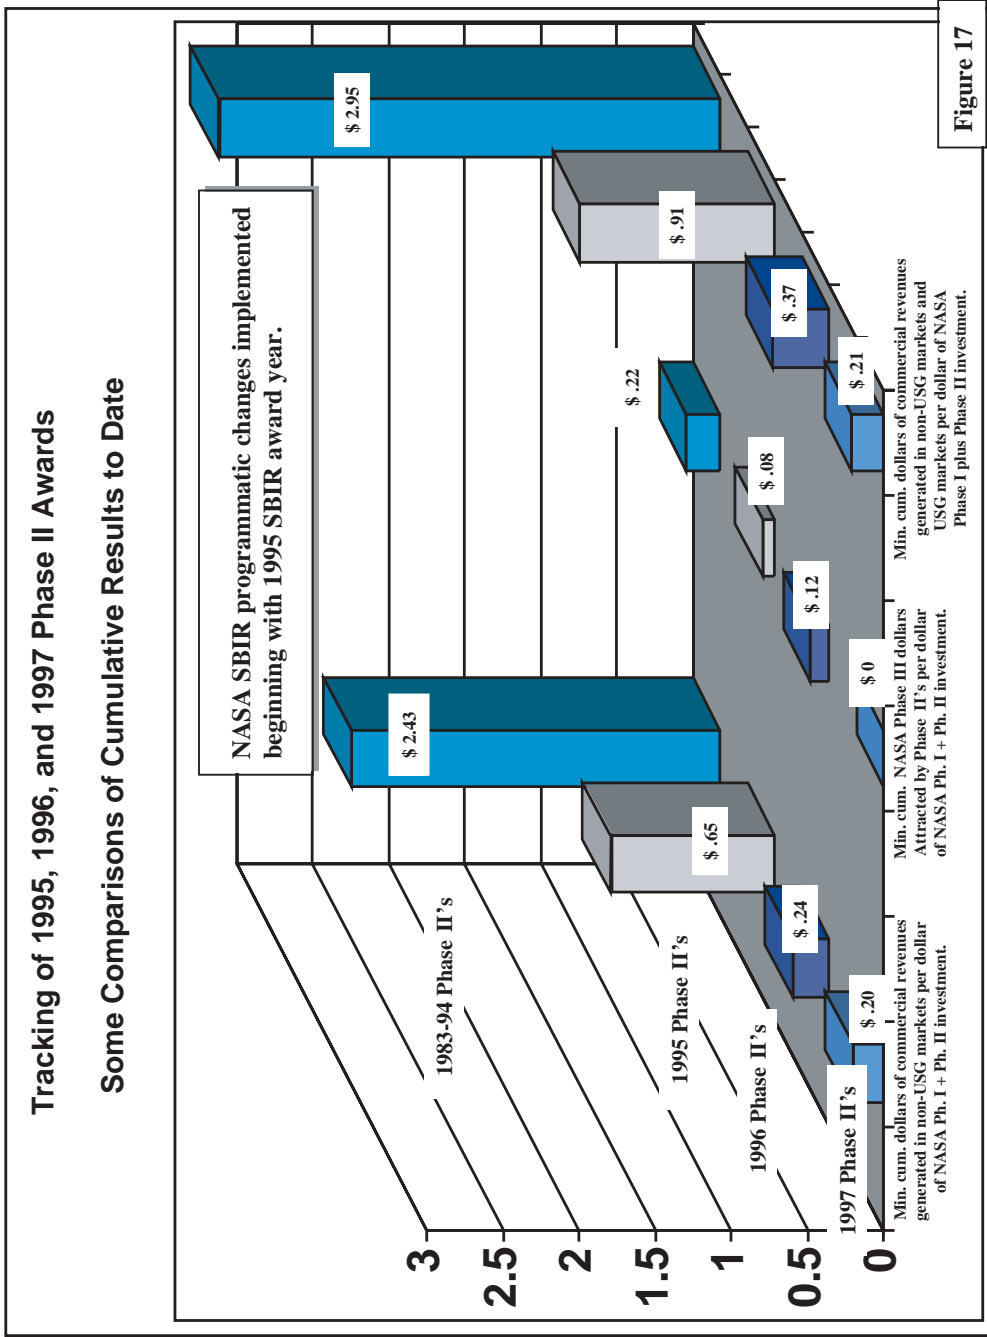 Tracking of 1995, 1996, and 1997 Phase II Awards
Some Comparisons of Cumulative Results to Date
NASA SBIR programmatic changes implemented
beginning with 1995 SBIR award year.
3
2.5
2
1.5
1
0.5
0
1983-94 Phase II's
1995 Phase II's
1996 Phase II's
1997 Phase II's
$ 2.43
$ .65
$ .24
$ .20
$ .22
$ .08
$ .12
$ 0
$ 2.95
$ .91
$ .37
$ .21
Min. cum. dollars of commercial revenues
generated in non-USG markets per dollar
of NASA Ph. I + Ph. II investment.
Min. cum. NASA Phase III dollars
Attracted by Phase II's per dollar
of NASA Ph. I + Ph. II investment.
Min. cum. dollars of commercial revenues
generated in non-USG markets and
USG markets per dollar of NASA
Phase I plus Phase II investment.
Figure 17